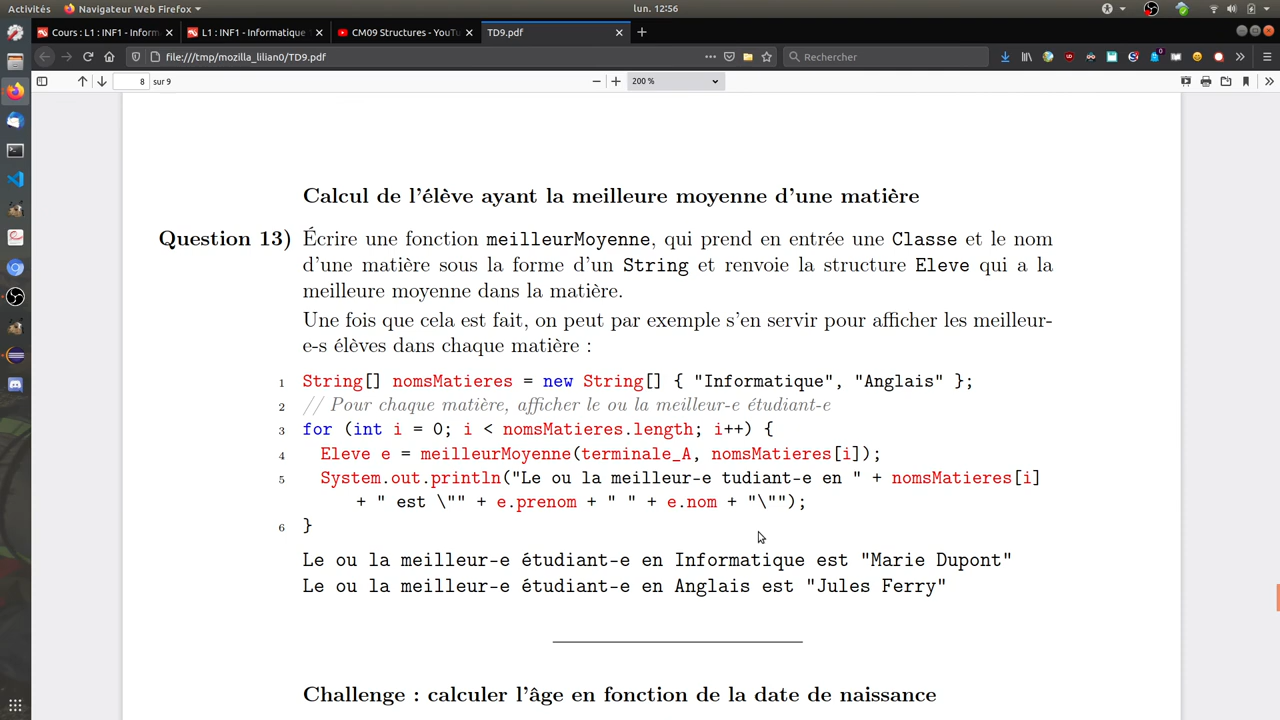 Activités
Navigateur Web Firefox
lun. 12:56
Cours : L1 : INF1 - Inform
L1 : INF1 - Informatique
CM09 Structures - YouTu
TD9.pdf
file:///tmp/mozilla_lilian0/TD9.pdf
Rechercher
8 sur 9
200 %
Calcul de l'élève ayant la meilleure moyenne d'une matière
Question 13) Écrire une fonction meilleurMoyenne, qui prend en entrée une Classe et le nom
d'une matière sous la forme d'un String et renvoie la structure Eleve qui a la
meilleure moyenne dans la matière.
Une fois que cela est fait, on peut par exemple s'en servir pour afficher les meilleur-
e-s élèves dans chaque matière :
1 String[] nomsMatieres = new String[] { "Informatique", "Anglais" };
2 // Pour chaque matière, afficher le ou la meilleur-e étudiant-e
3 for (int i = 0; i < nomsMatieres.length; i++) {
4 Eleve e = meilleurMoyenne(terminale_A, nomsMatieres[i]);
5 System.out.println("Le ou la meilleur-e tudiant-e en " + nomsMatieres[i]
+ " est \"" + e.prenom + " " + e.nom + "\"");
6 }
Le ou la meilleur-e étudiant-e en Informatique est "Marie Dupont"
Le ou la meilleur-e étudiant-e en Anglais est "Jules Ferry"
Challenge : calculer l'âge en fonction de la date de naissance